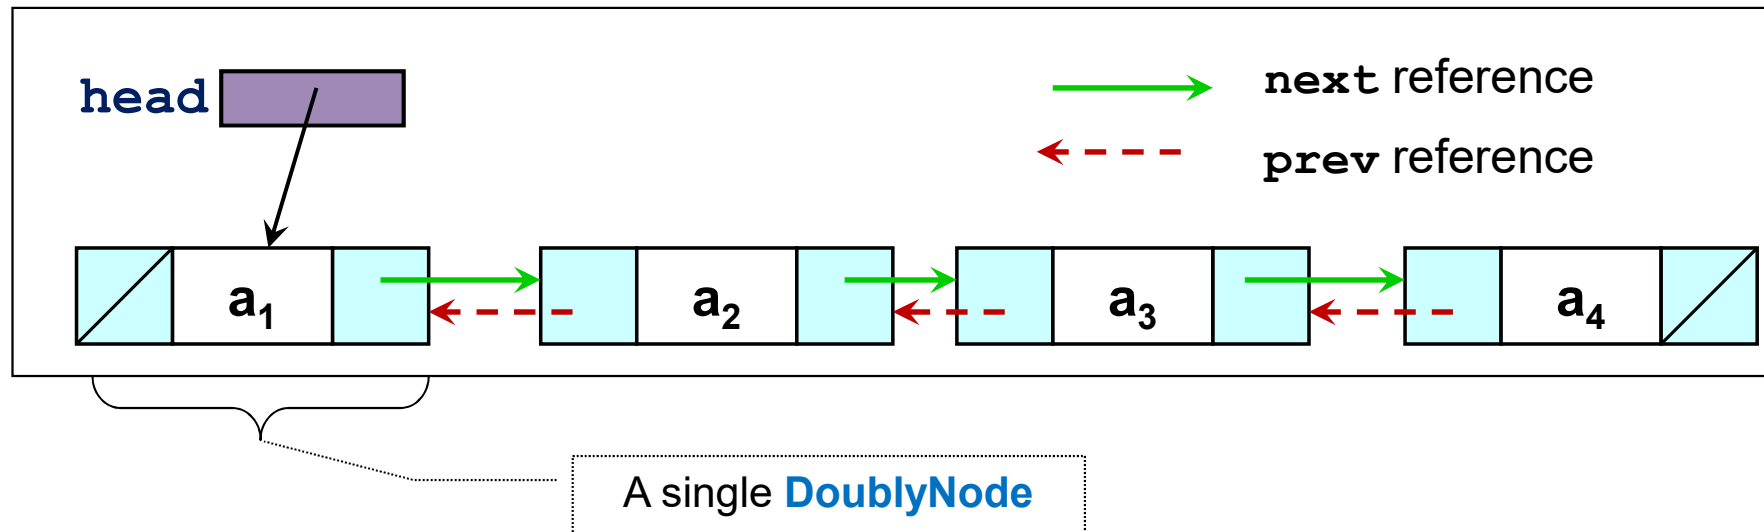 head
next reference
prev reference
a₁ a₂ a₃ a₄
A single DoublyNode